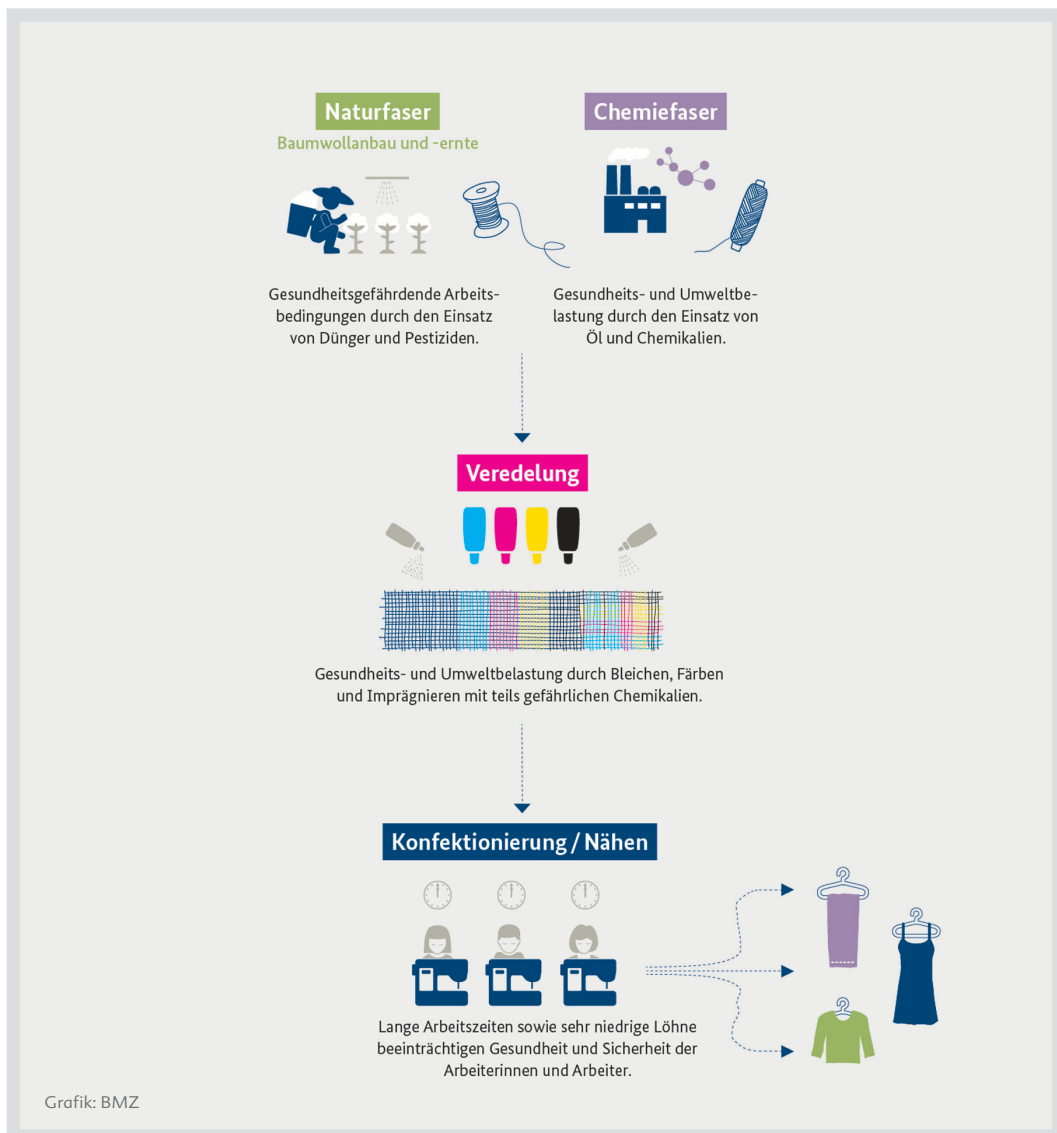 Naturfaser
Baumwollanbau und -ernte
Gesundheitsgefährdende Arbeits-
bedingungen durch den Einsatz
von Dünger und Pestiziden.
Chemiefaser
Gesundheits- und Umweltbe-
lastung durch den Einsatz von
Öl und Chemikalien.
Veredelung
Gesundheits- und Umweltbelastung durch Bleichen, Färben
und Imprägnieren mit teils gefährlichen Chemikalien.
Konfektionierung / Nähen
Lange Arbeitszeiten sowie sehr niedrige Löhne
beeinträchtigen Gesundheit und Sicherheit der
Arbeiterinnen und Arbeiter.
Grafik: BMZ